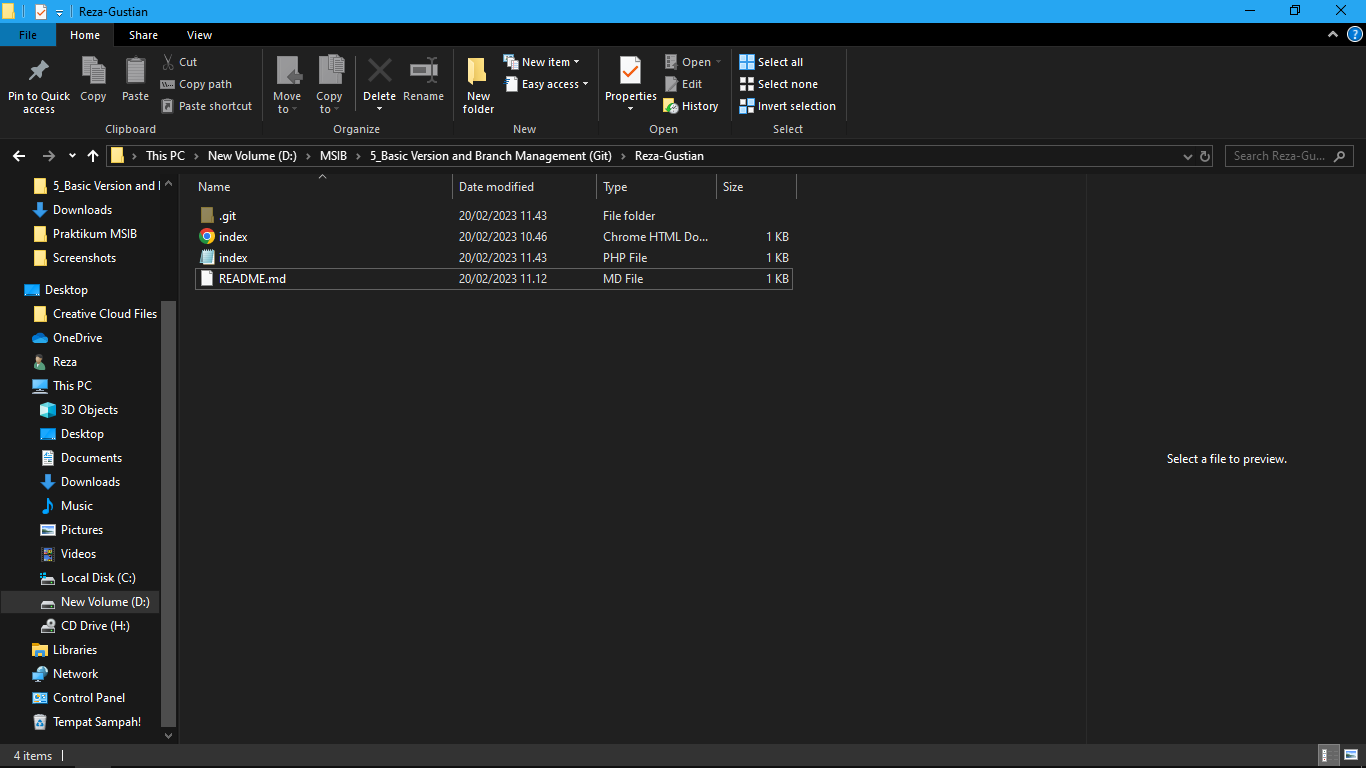 Reza-Gustian
File Home Share View
Pin to Quick access
Copy
Paste
Cut
Copy path
Paste shortcut
Clipboard
Move to
Copy to
Delete
Rename
Organize
New folder
New item
Easy access
New
Properties
Open
Edit
History
Open
Select all
Select none
Invert selection
Select
This PC New Volume (D:) MSIB 5_Basic Version and Branch Management (Git) Reza-Gustian
Search Reza-Gu...
5_Basic Version and
Downloads
Praktikum MSIB
Screenshots
Desktop
Creative Cloud Files
OneDrive
Reza
This PC
3D Objects
Desktop
Documents
Downloads
Music
Pictures
Videos
Local Disk (C:)
New Volume (D:)
CD Drive (H:)
Libraries
Network
Control Panel
Tempat Sampah!
Name Date modified Type Size
.git 20/02/2023 11.43 File folder
index 20/02/2023 10.46 Chrome HTML Do... 1 KB
index 20/02/2023 11.43 PHP File 1 KB
README.md 20/02/2023 11.12 MD File 1 KB
Select a file to preview.
4 items